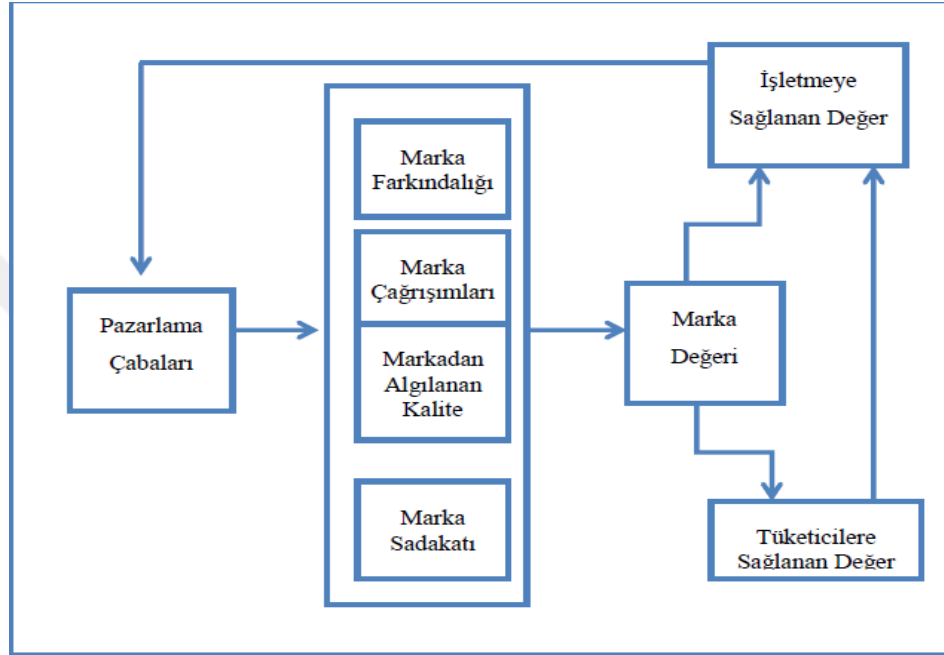 İşletmeye
Sağlanan Değer
Marka
Farkındalığı
Marka
Çağrışımları
Pazarlama
Çabaları
Markadan
Algılanan
Kalite
Marka
Değeri
Marka
Sadakatı
Tüketicilere
Sağlanan Değer